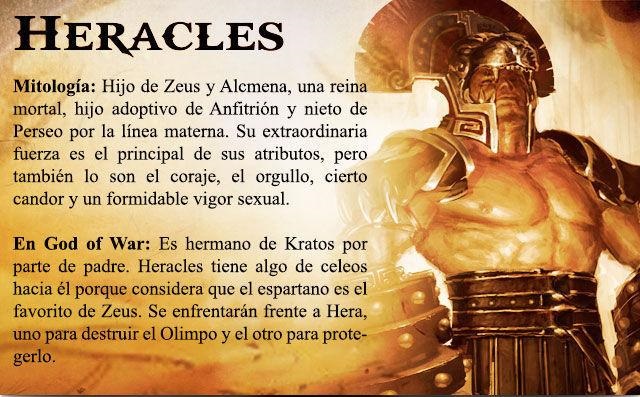 HERACLES
Mitología: Hijo de Zeus y Alcmena, una reina
mortal, hijo adoptivo de Anfitrión y nieto de
Perseo por la línea materna. Su extraordinaria
fuerza es el principal de sus atributos, pero
también lo son el coraje, el orgullo, cierto
candor y un formidable vigor sexual.
En God of War: Es hermano de Kratos por
parte de padre. Heracles tiene algo de celeos
hacia él porque considera que el espartano es el
favorito de Zeus. Se enfrentarán frente a Hera,
uno para destruir el Olimpo y el otro para prote-
gerlo.